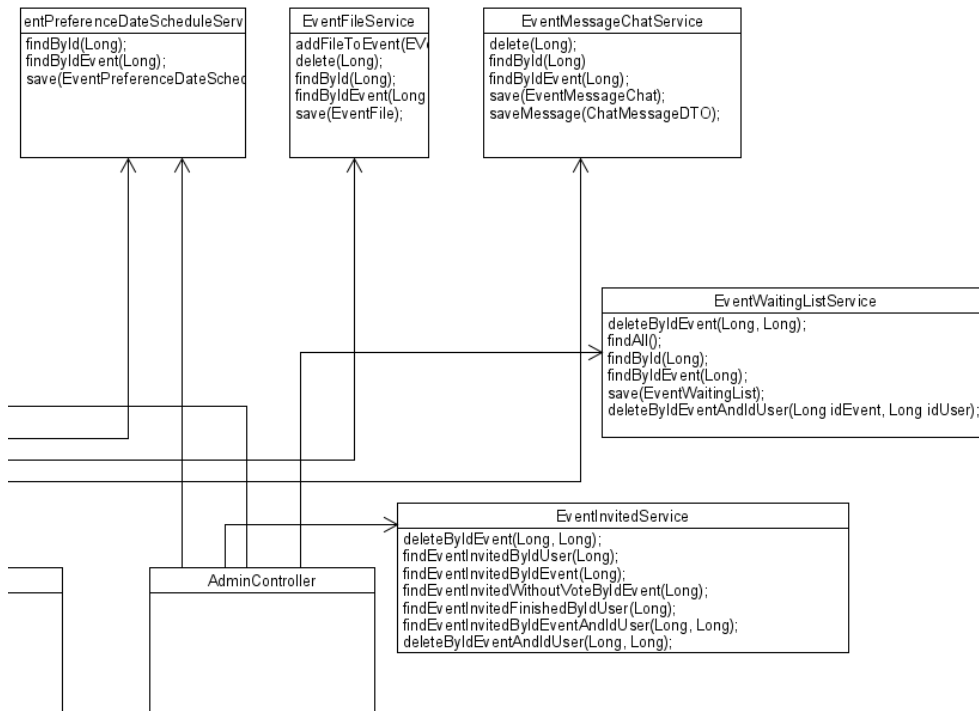 entPreferenceDateScheduleServ
findById(Long);
findByIdEvent(Long);
save(EventPreferenceDateSched
EventFileService
addFileToEvent(EVe
delete(Long);
findById(Long);
findByIdEvent(Long
save(EventFile);
EventMessageChatService
delete(Long);
findById(Long)
findByIdEvent(Long);
save(EventMessageChat);
saveMessage(ChatMessageDTO);
EventWaitingListService
deleteByIdEvent(Long, Long);
findAll();
findById(Long);
findByIdEvent(Long);
save(EventWaitingList);
deleteByIdEventAndIdUser(Long idEvent, Long idUser);
EventInvitedService
deleteByIdEvent(Long, Long);
findEventInvitedByIdUser(Long);
findEventInvitedByIdEvent(Long);
findEventInvitedWithoutVoteByIdEvent(Long);
findEventInvitedFinishedByIdUser(Long);
findEventInvitedByIdEventAndIdUser(Long, Long);
deleteByIdEventAndIdUser(Long, Long);
AdminController